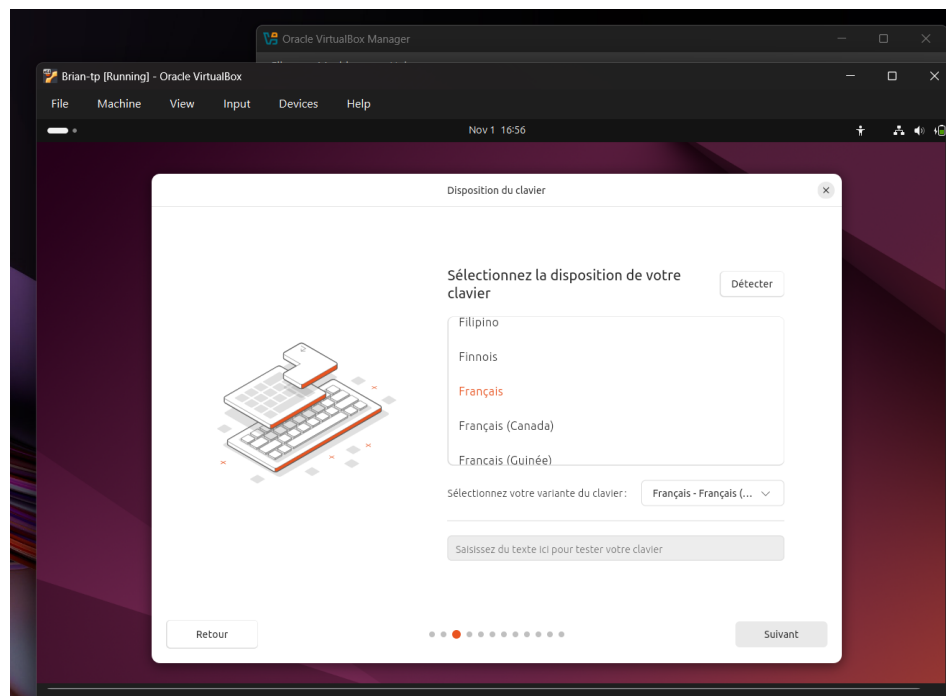 Oracle VirtualBox Manager
Brian-tp [Running] - Oracle VirtualBox
File Machine View Input Devices Help
Nov 1 16:56
Disposition du clavier
Sélectionnez la disposition de votre
clavier
Détecter
Filipino
Finnois
Français
Français (Canada)
Français (Guinée)
Sélectionnez votre variante du clavier :
Français - Français (...
Saisissez du texte ici pour tester votre clavier
Retour
Suivant